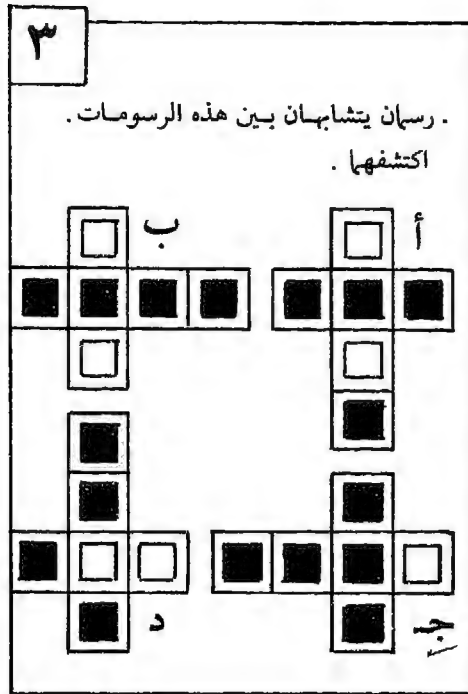 ٣
. رسمان يتشابهان بين هذه الرسومات .
اكتشفهما .
أ
ب
جـ
د